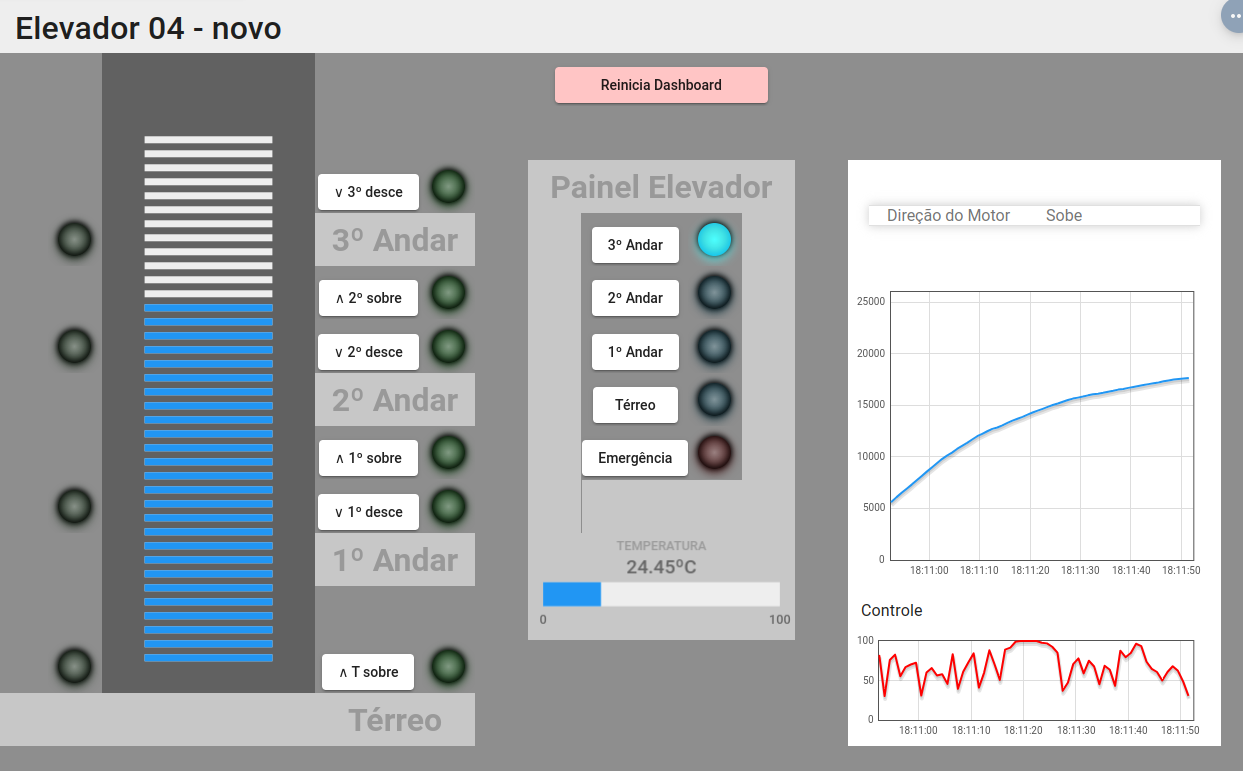 Elevador 04 - novo
Reinicia Dashboard
v 3º desce
3º Andar
ʌ 2º sobre
v 2º desce
2º Andar
ʌ 1º sobre
v 1º desce
1º Andar
ʌ T sobre
Térreo
Painel Elevador
3º Andar
2º Andar
1º Andar
Térreo
Emergência
TEMPERATURA
24.45ºC
0 100
Direção do Motor Sobe
25000
20000
15000
10000
5000
0
18:11:00 18:11:10 18:11:20 18:11:30 18:11:40 18:11:50
Controle
100
50
0
18:11:00 18:11:10 18:11:20 18:11:30 18:11:40 18:11:50